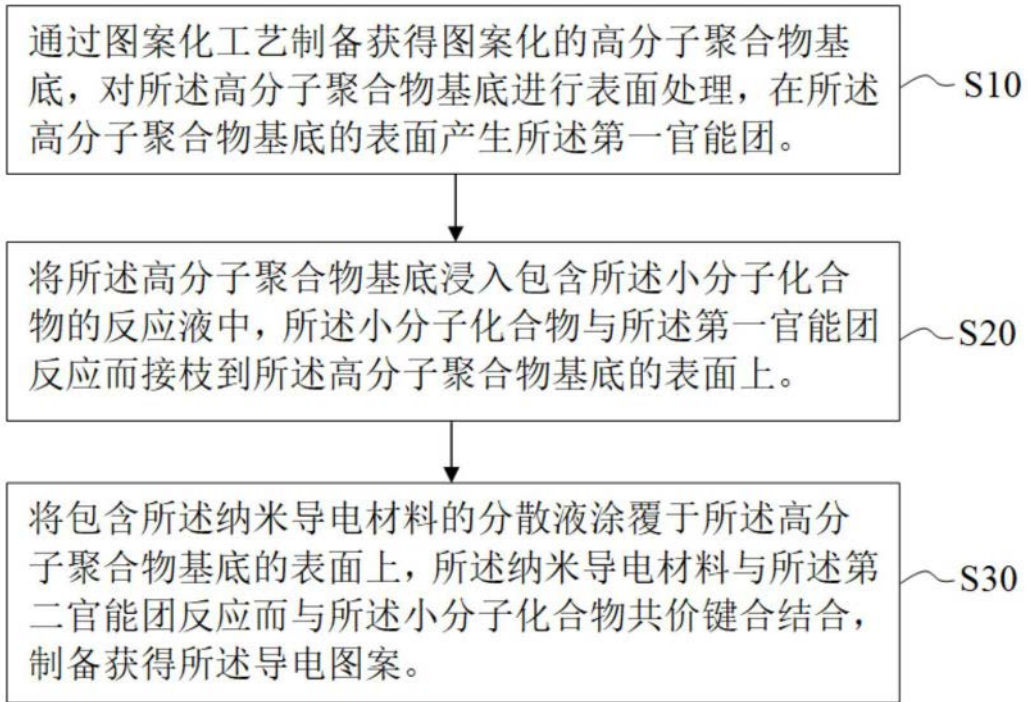 通过图案化工艺制备获得图案化的高分子聚合物基
底，对所述高分子聚合物基底进行表面处理，在所述
高分子聚合物基底的表面产生所述第一官能团。
S10
将所述高分子聚合物基底浸入包含所述小分子化合
物的反应液中，所述小分子化合物与所述第一官能团
反应而接枝到所述高分子聚合物基底的表面上。
S20
将包含所述纳米导电材料的分散液涂覆于所述高分
子聚合物基底的表面上，所述纳米导电材料与所述第
二官能团反应而与所述小分子化合物共价键合结合，
制备获得所述导电图案。
S30